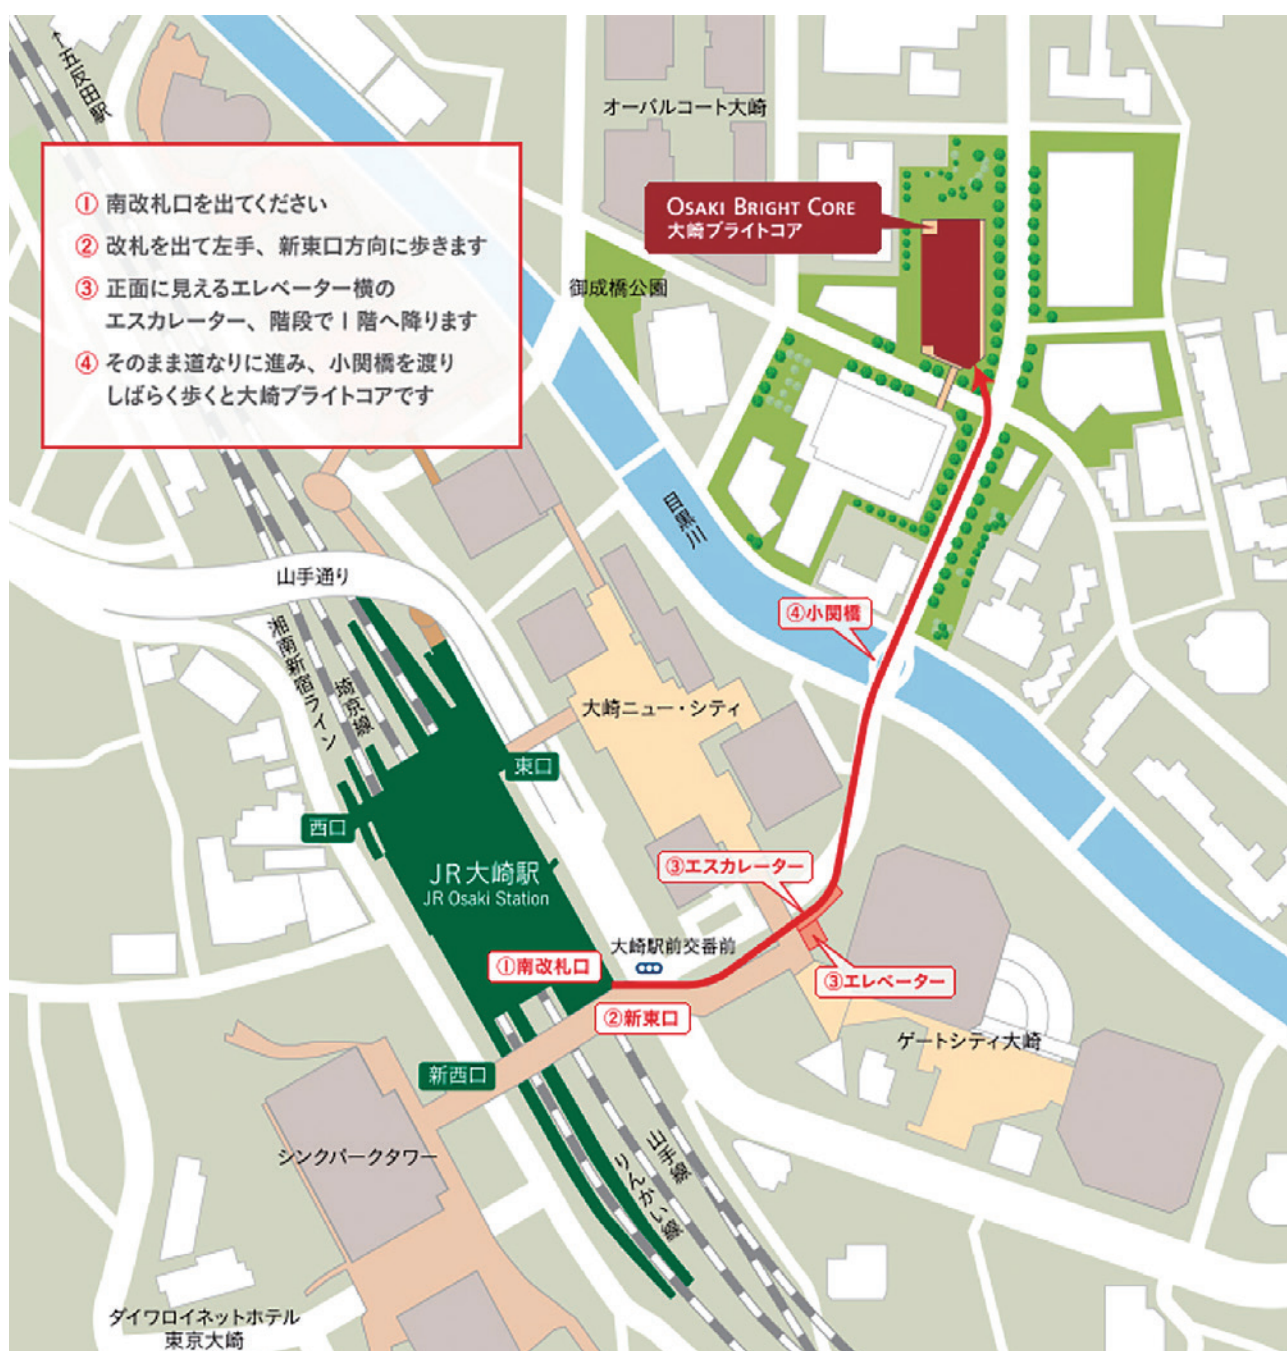 ↑五反田駅
オーバルコート大崎
① 南改札口を出てください
② 改札を出て左手、新東口方向に歩きます
③ 正面に見えるエレベーター横の
エスカレーター、階段で1階へ降ります
④ そのまま道なりに進み、小関橋を渡り
しばらく歩くと大崎ブライトコアです
OSAKI BRIGHT CORE
大崎ブライトコア
御成橋公園
目黒川
山手通り
④小関橋
湘南新宿ライン
埼京線
大崎ニュー・シティ
東口
西口
JR大崎駅
JR Osaki Station
③エスカレーター
大崎駅前交番前
①南改札口
③エレベーター
②新東口
ゲートシティ大崎
新西口
シンクパークタワー
山手線
りんかい線
ダイワロイネットホテル
東京大崎